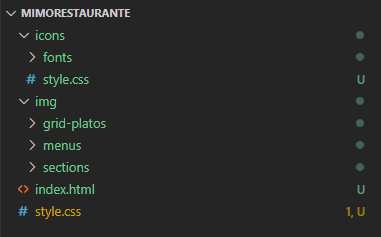 MIMORESTAURANTE
icons
fonts
# style.css U
img
grid-platos
menus
sections
<> index.html U
# style.css 1, U